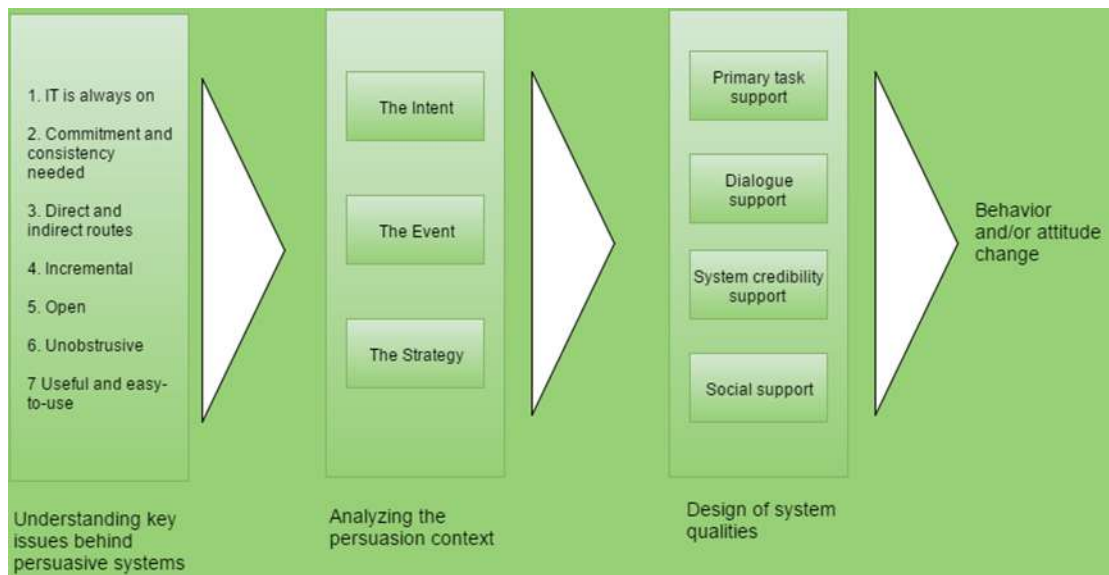 1. IT is always on
2. Commitment and
consistency
needed
3. Direct and
indirect routes
4. Incremental
5. Open
6. Unobstrusive
7 Useful and easy-
to-use
Understanding key
issues behind
persuasive systems
The Intent
The Event
The Strategy
Analyzing the
persuasion context
Primary task
support
Dialogue
support
System credibility
support
Social support
Design of system
qualities
Behavior
and/or attitude
change